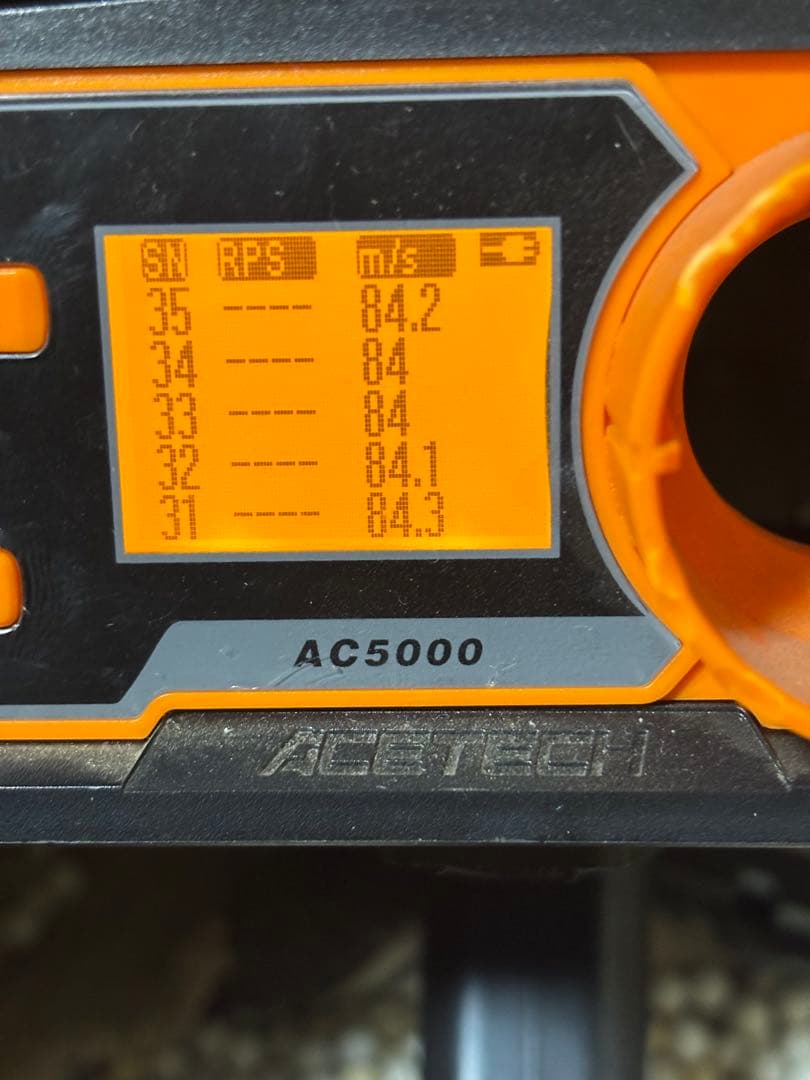 SN RPS m/s
35 ---- 84.2
34 ---- 84
33 ---- 84
32 ---- 84.1
31 ---- 84.3
AC5000
ACETECH